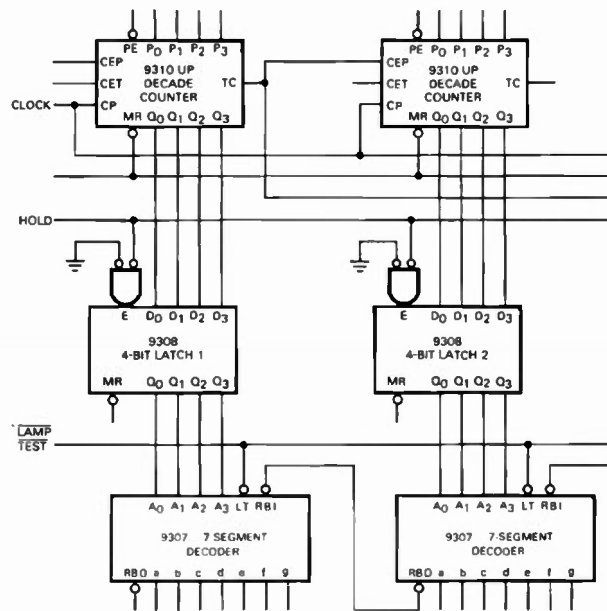 PE P0 P1 P2 P3
CEP
9310 UP
CET
DECADE
TC
COUNTER
CLOCK
CP
MR Q0 Q1 Q2 Q3
PE P0 P1 P2 P3
CEP
9310 UP
CET
DECADE
TC
COUNTER
CP
MR Q0 Q1 Q2 Q3
HOLD
E D0 D1 D2 D3
9308
4-BIT LATCH 1
MR Q0 Q1 Q2 Q3
E D0 D1 D2 D3
9308
4-BIT LATCH 2
MR Q0 Q1 Q2 Q3
LAMP
TEST
A0 A1 A2 A3 LT RBI
9307 7-SEGMENT
DECODER
RBO a b c d e f g
A0 A1 A2 A3 LT RBI
9307 7-SEGMENT
DECODER
RBO a b c d e f g